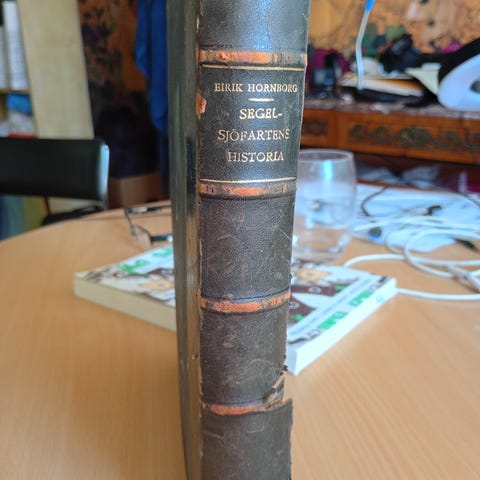 EIRIK HORNBORG
SEGEL-
SJÖFARTENS
HISTORIA